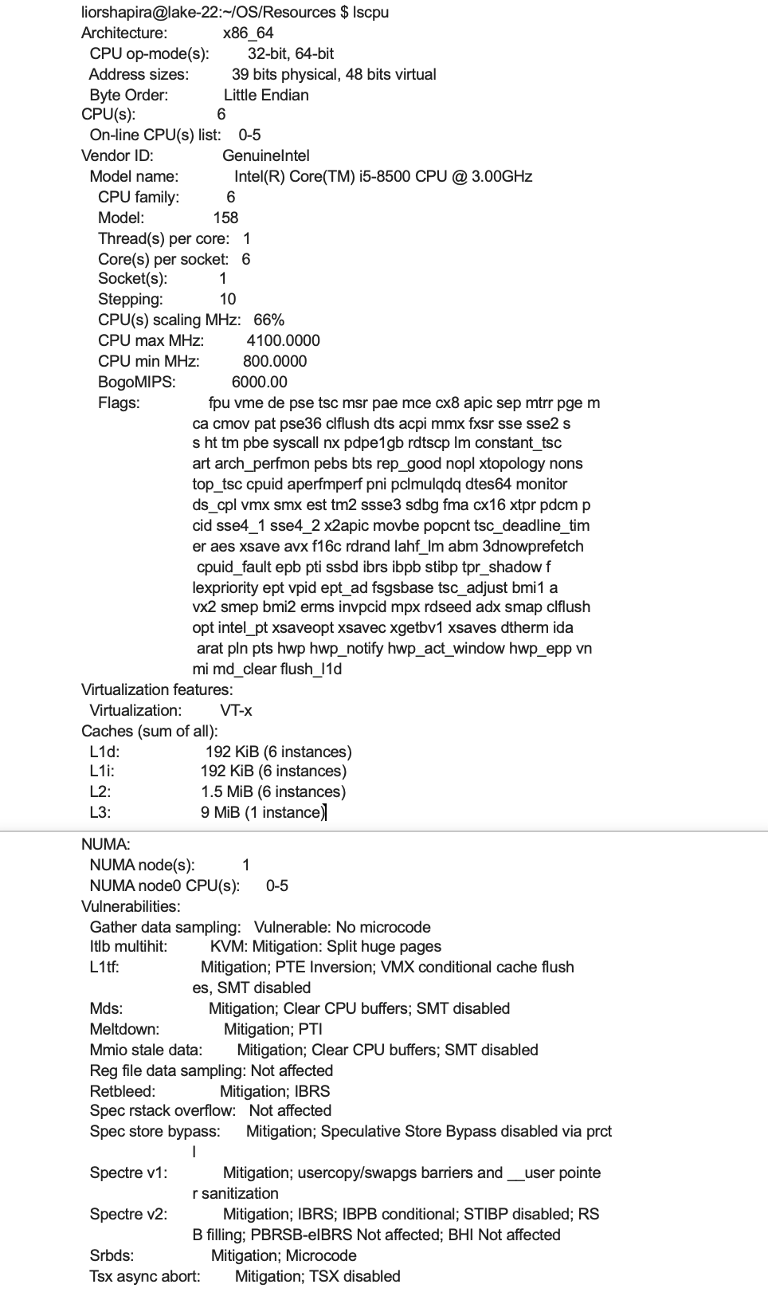 liorshapira@lake-22:~/OS/Resources $ lscpu
Architecture: x86_64
CPU op-mode(s): 32-bit, 64-bit
Address sizes: 39 bits physical, 48 bits virtual
Byte Order: Little Endian
CPU(s): 6
On-line CPU(s) list: 0-5
Vendor ID: GenuineIntel
Model name: Intel(R) Core(TM) i5-8500 CPU @ 3.00GHz
CPU family: 6
Model: 158
Thread(s) per core: 1
Core(s) per socket: 6
Socket(s): 1
Stepping: 10
CPU(s) scaling MHz: 66%
CPU max MHz: 4100.0000
CPU min MHz: 800.0000
BogoMIPS: 6000.00
Flags: fpu vme de pse tsc msr pae mce cx8 apic sep mtrr pge m
ca cmov pat pse36 clflush dts acpi mmx fxsr sse sse2 s
s ht tm pbe syscall nx pdpe1gb rdtscp lm constant_tsc
art arch_perfmon pebs bts rep_good nopl xtopology nons
top_tsc cpuid aperfmperf pni pclmulqdq dtes64 monitor
ds_cpl vmx smx est tm2 ssse3 sdbg fma cx16 xtpr pdcm p
cid sse4_1 sse4_2 x2apic movbe popcnt tsc_deadline_tim
er aes xsave avx f16c rdrand lahf_lm abm 3dnowprefetch
cpuid_fault epb pti ssbd ibrs ibpb stibp tpr_shadow f
lexpriority ept vpid ept_ad fsgsbase tsc_adjust bmi1 a
vx2 smep bmi2 erms invpcid mpx rdseed adx smap clflush
opt intel_pt xsaveopt xsavec xgetbv1 xsaves dtherm ida
arat pln pts hwp hwp_notify hwp_act_window hwp_epp vn
mi md_clear flush_l1d
Virtualization features:
Virtualization: VT-x
Caches (sum of all):
L1d: 192 KiB (6 instances)
L1i: 192 KiB (6 instances)
L2: 1.5 MiB (6 instances)
L3: 9 MiB (1 instance)
NUMA:
NUMA node(s): 1
NUMA node0 CPU(s): 0-5
Vulnerabilities:
Gather data sampling: Vulnerable: No microcode
Itlb multihit: KVM: Mitigation: Split huge pages
L1tf: Mitigation; PTE Inversion; VMX conditional cache flush
es, SMT disabled
Mds: Mitigation; Clear CPU buffers; SMT disabled
Meltdown: Mitigation; PTI
Mmio stale data: Mitigation; Clear CPU buffers; SMT disabled
Reg file data sampling: Not affected
Retbleed: Mitigation; IBRS
Spec rstack overflow: Not affected
Spec store bypass: Mitigation; Speculative Store Bypass disabled via prct
l
Spectre v1: Mitigation; usercopy/swapgs barriers and __user pointe
r sanitization
Spectre v2: Mitigation; IBRS; IBPB conditional; STIBP disabled; RS
B filling; PBRSB-eIBRS Not affected; BHI Not affected
Srbds: Mitigation; Microcode
Tsx async abort: Mitigation; TSX disabled